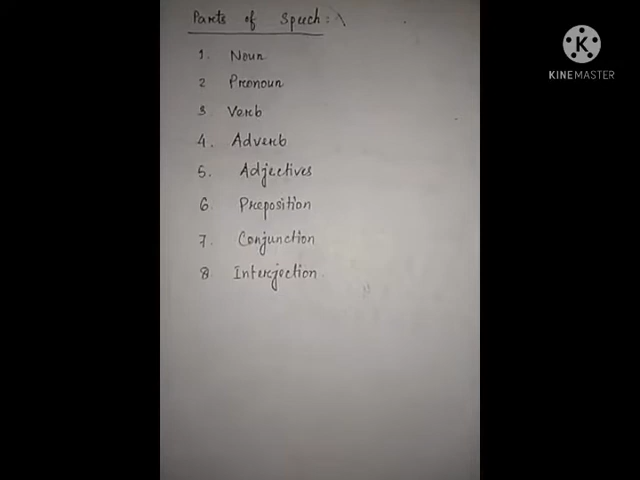 Parts of Speech :
1. Noun
2 Pronoun
3 Verb
4. Adverb
5. Adjectives
6 Preposition
7. Conjunction
8 Interjection
KINEMASTER